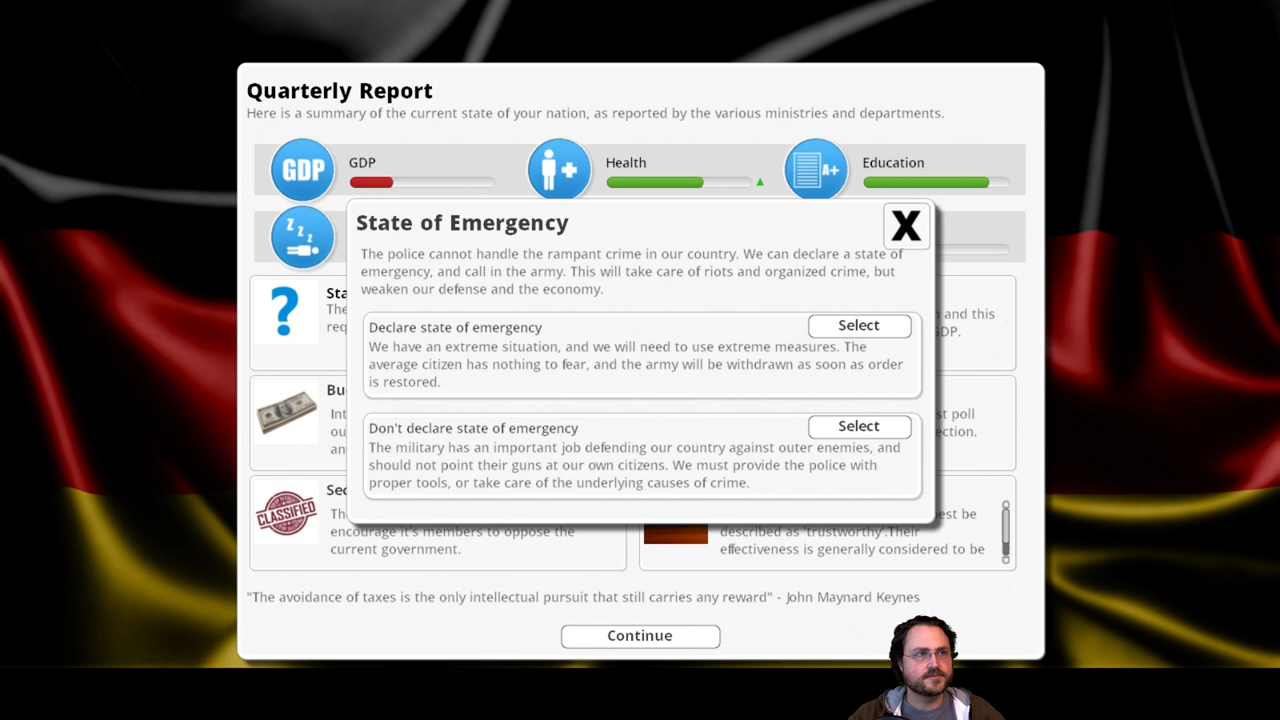 Quarterly Report
Here is a summary of the current state of your nation, as reported by the various ministries and departments.
GDP
GDP
Health
A+
Education
z z z
State of Emergency
X
The police cannot handle the rampant crime in our country. We can declare a state of
emergency, and call in the army. This will take care of riots and organized crime, but
weaken our defense and the economy.
Declare state of emergency
Select
We have an extreme situation, and we will need to use extreme measures. The
average citizen has nothing to fear, and the army will be withdrawn as soon as order
is restored.
Don't declare state of emergency
Select
The military has an important job defending our country against outer enemies, and
should not point their guns at our own citizens. We must provide the police with
proper tools, or take care of the underlying causes of crime.
?
and this
CLASSIFIED
encourage it's members to oppose the
current government.
described as 'trustworthy'.Their
effectiveness is generally considered to be
"The avoidance of taxes is the only intellectual pursuit that still carries any reward" - John Maynard Keynes
Continue